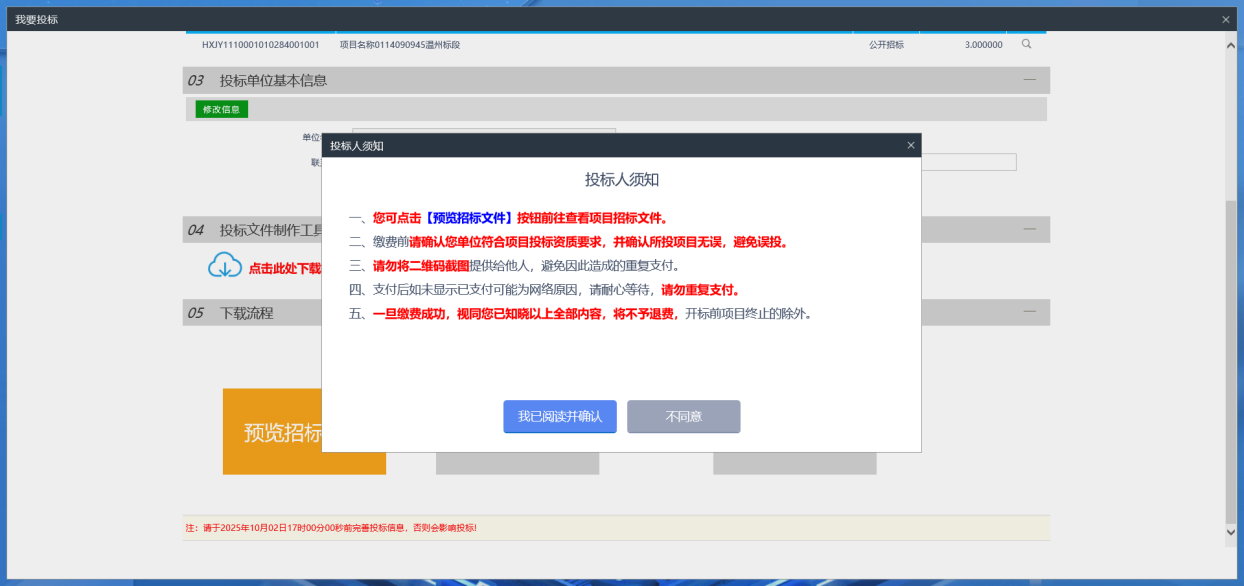 我要投标
HXJY1110001010284001001 项目名称0114090945温州标段 公开招标 3.000000
03 投标单位基本信息
修改信息
单位
投标人须知
投标人须知
一、您可点击【预览招标文件】按钮前往查看项目招标文件。
二、缴费前请确认您单位符合项目投标资质要求，并确认所投项目无误，避免误投。
三、请勿将二维码截图提供给他人，避免因此造成的重复支付。
四、支付后如未显示已支付可能为网络原因，请耐心等待，请勿重复支付。
五、一旦缴费成功，视同您已知晓以上全部内容，将不予退费，开标前项目终止的除外。
我已阅读并确认 不同意
04 投标文件制作工具
点击此处下载
05 下载流程
预览招标
注：请于2025年10月02日17时00分00秒前完善投标信息，否则会影响投标!